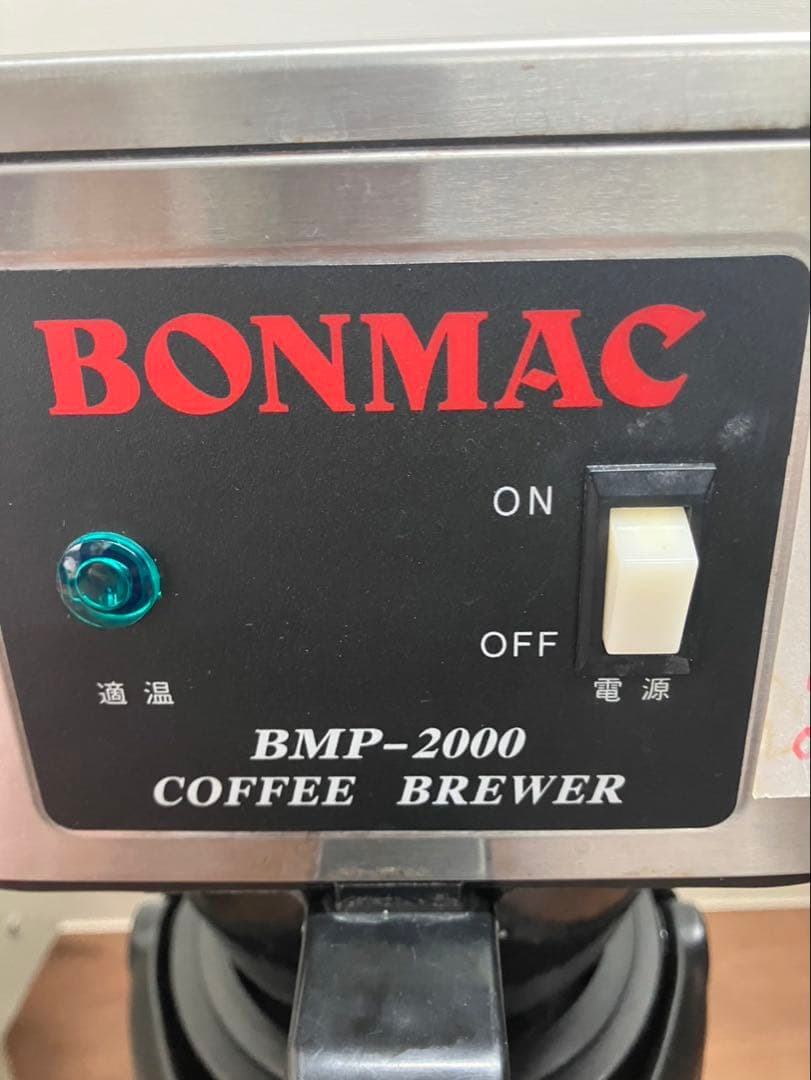 BONMAC
ON
OFF
適温
電源
BMP-2000
COFFEE BREWER